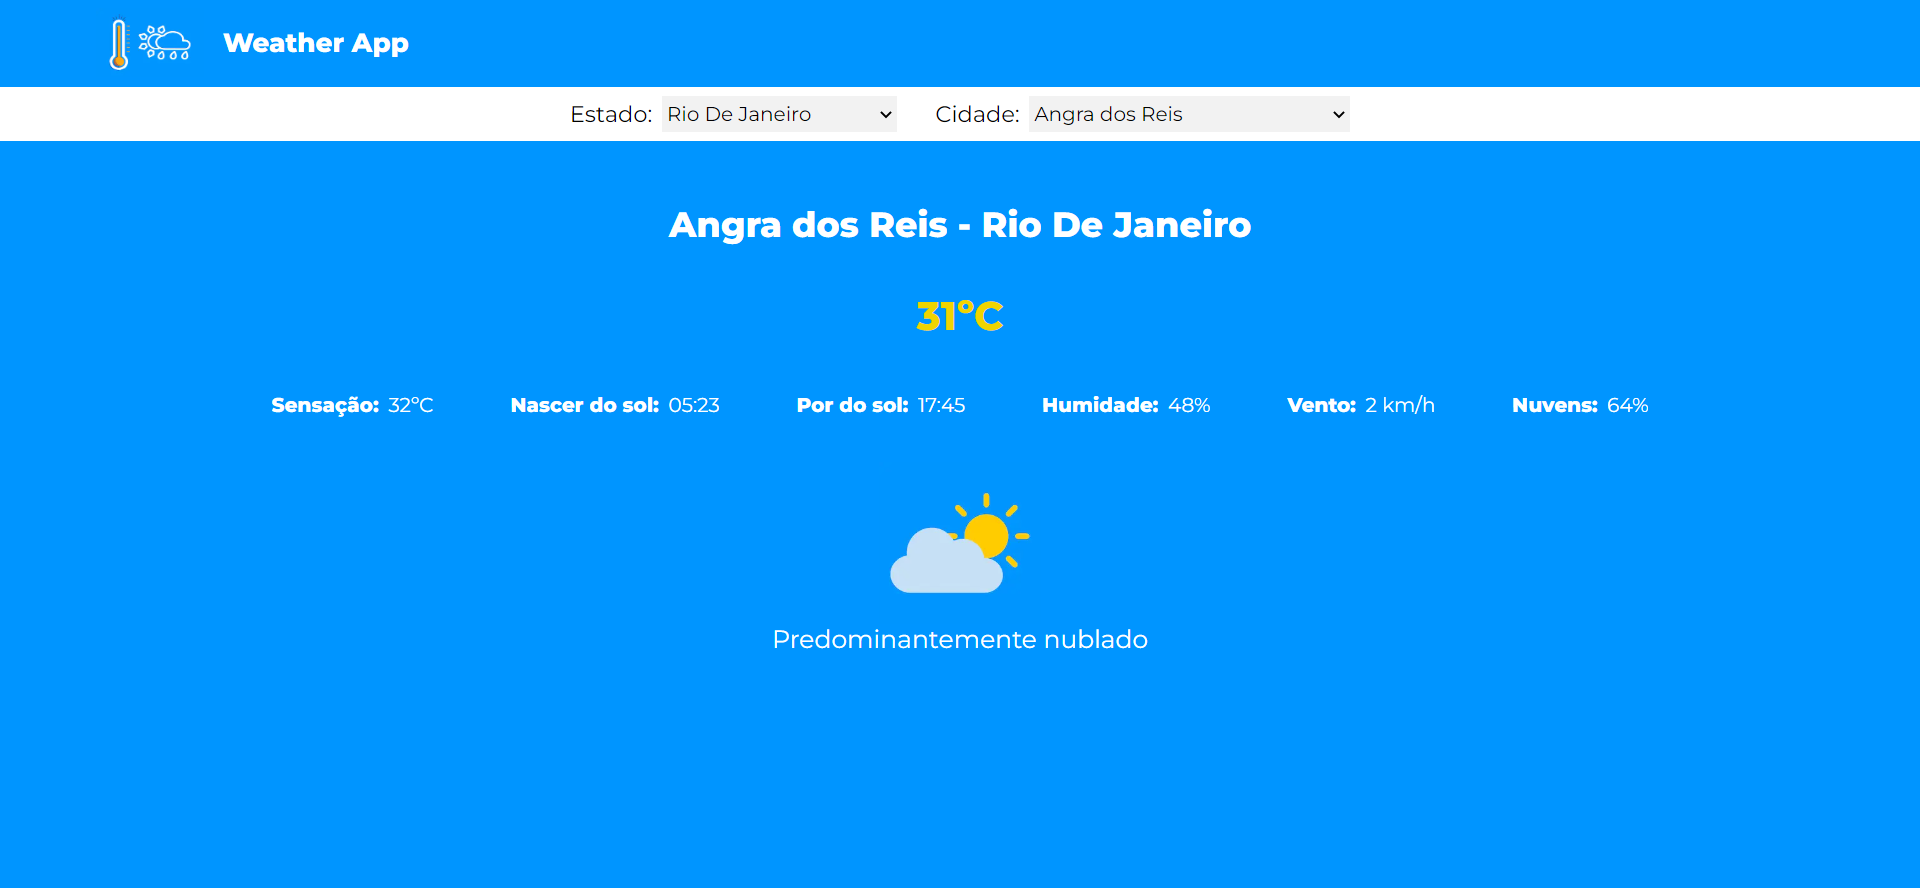 Weather App
Estado: Rio De Janeiro Cidade: Angra dos Reis
Angra dos Reis - Rio De Janeiro
31°C
Sensação: 32°C Nascer do sol: 05:23 Por do sol: 17:45 Humidade: 48% Vento: 2 km/h Nuvens: 64%
Predominantemente nublado